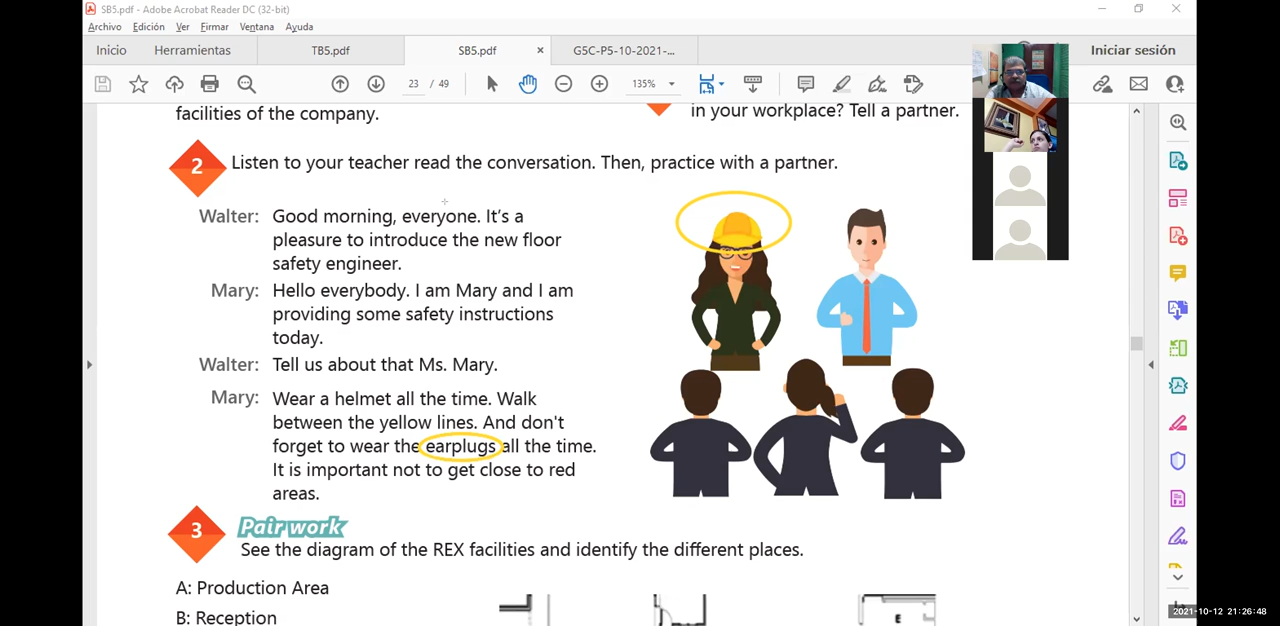 SB5.pdf - Adobe Acrobat Reader DC (32-bit)
Archivo Edición Ver Firmar Ventana Ayuda
Inicio Herramientas TB5.pdf SB5.pdf × G5C-P5-10-2021-... Iniciar sesión
23 / 49 135%
facilities of the company.
in your workplace? Tell a partner.
2 Listen to your teacher read the conversation. Then, practice with a partner.
Walter: Good morning, everyone. It's a
pleasure to introduce the new floor
safety engineer.
Mary: Hello everybody. I am Mary and I am
providing some safety instructions
today.
Walter: Tell us about that Ms. Mary.
Mary: Wear a helmet all the time. Walk
between the yellow lines. And don't
forget to wear the earplugs all the time.
It is important not to get close to red
areas.
3 Pair work
See the diagram of the REX facilities and identify the different places.
A: Production Area
B: Reception
E
2021-10-12 21:26:48